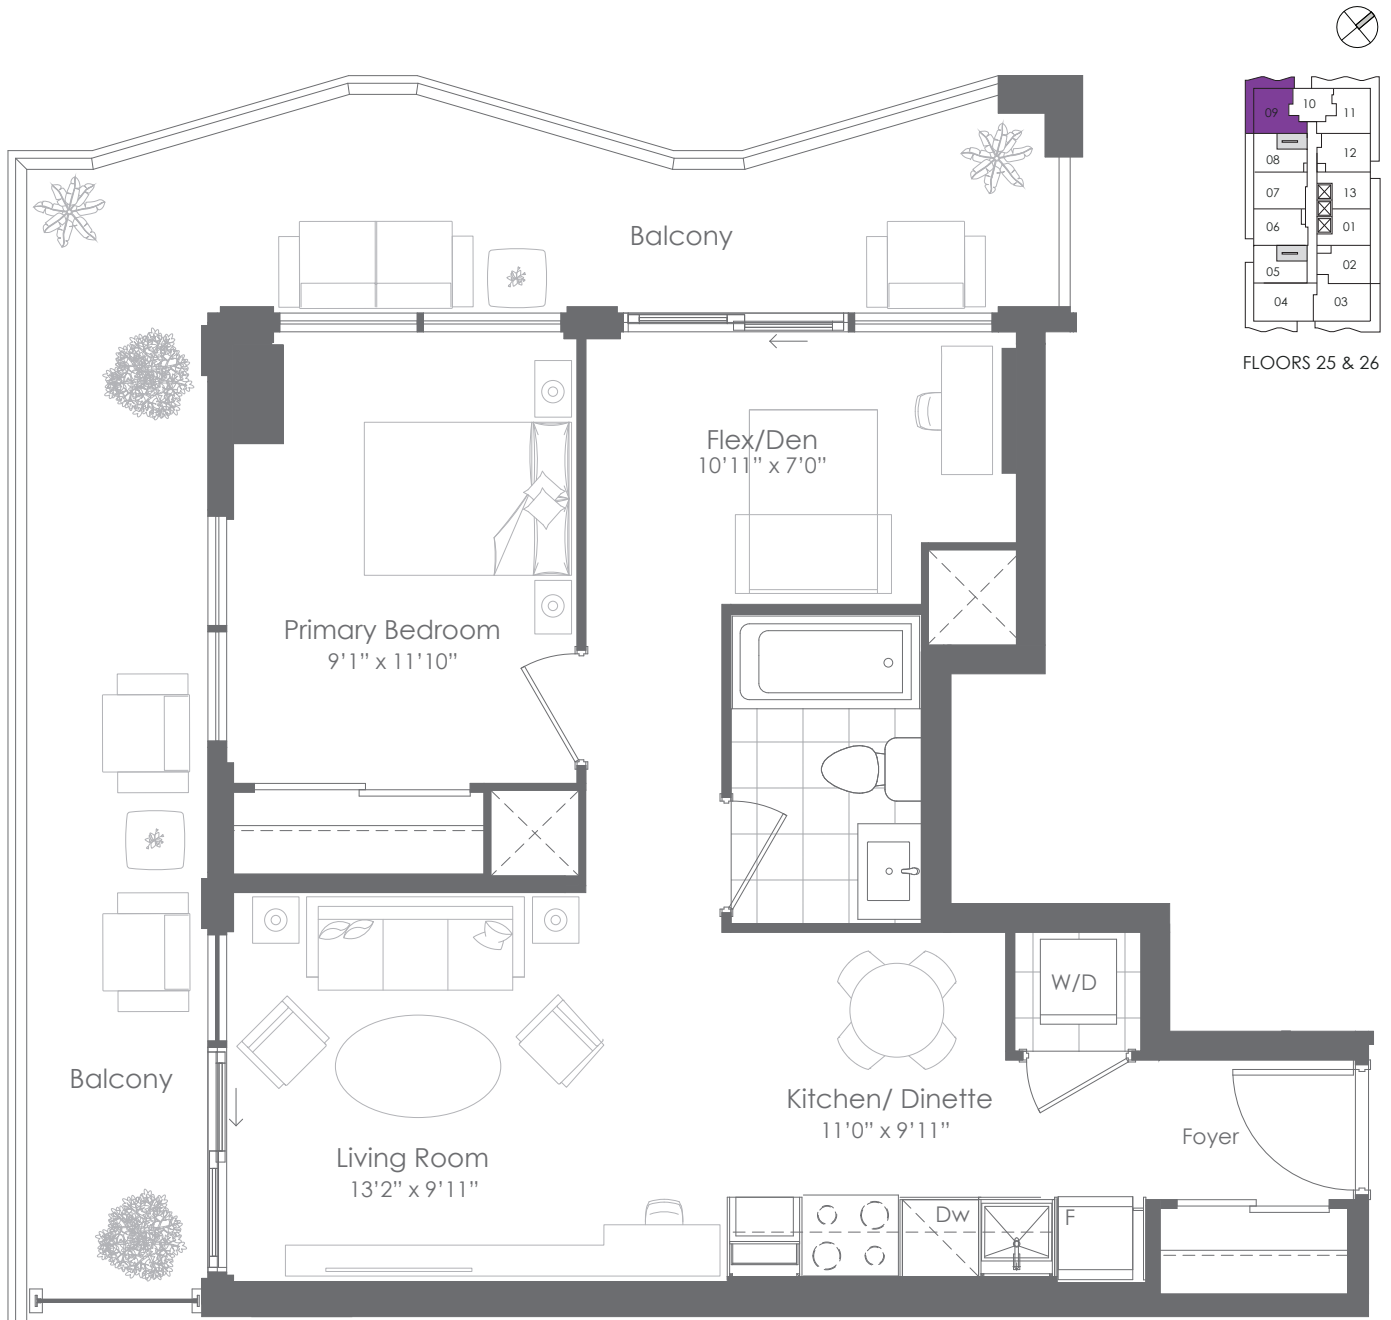 10
09
11
08
12
07
13
06
01
05
02
04
03
FLOORS 25 & 26
Balcony
Flex/Den
10’11” x 7’0”
Primary Bedroom
9’1” x 11’10”
W/D
Balcony
Kitchen/ Dinette
11’0” x 9’11”
Foyer
Living Room
13’2” x 9’11”
Dw
F